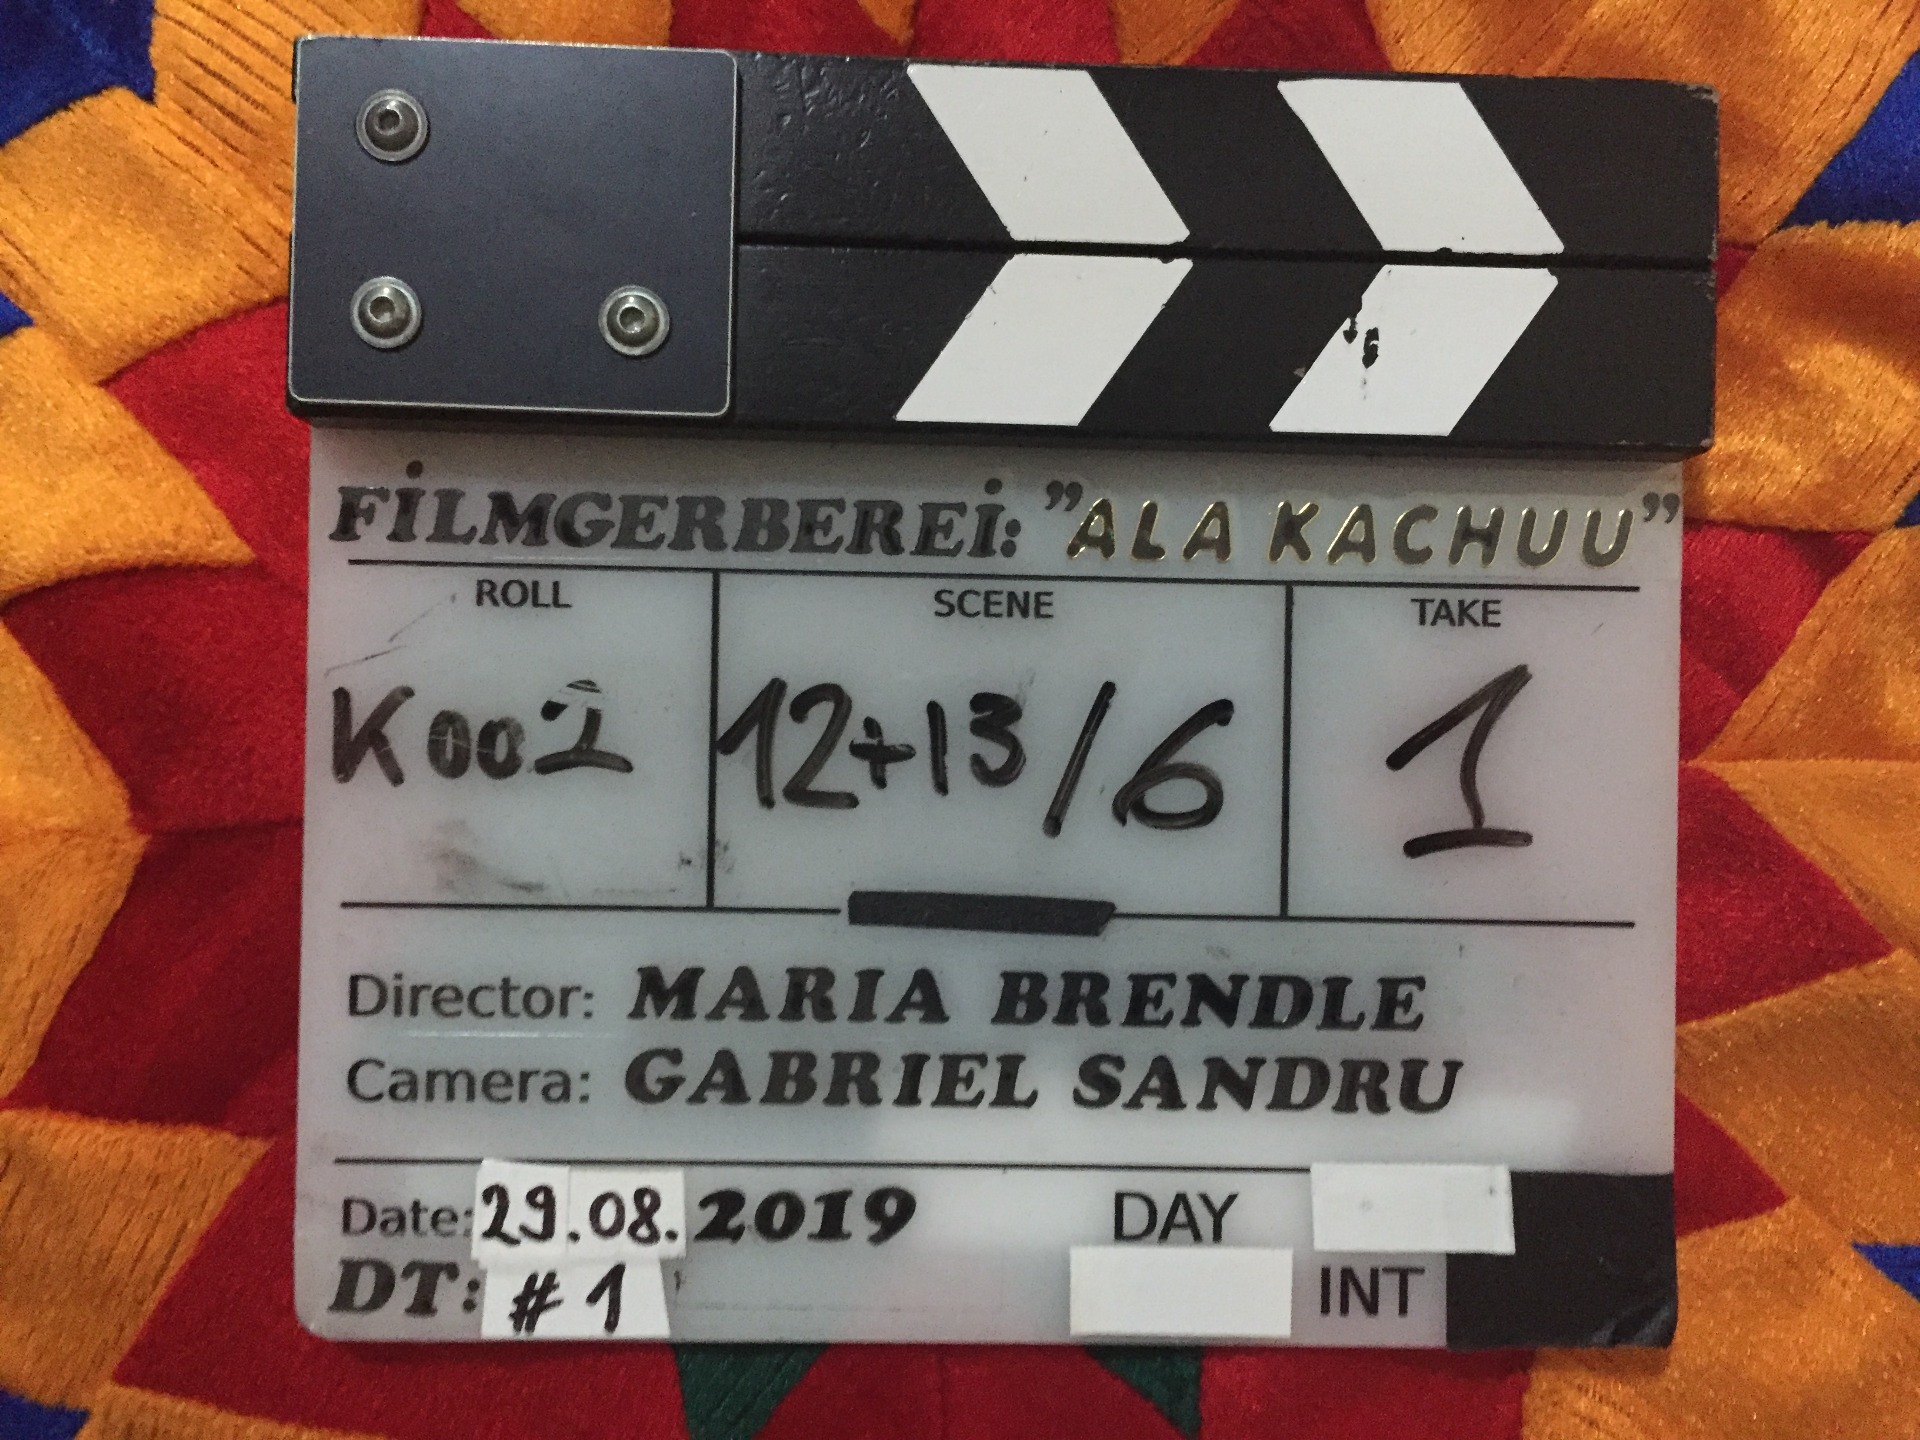 FİLMGERBEREİ: "ALA KACHUU"
ROLL SCENE TAKE
K002 12+13/6 1
Director: MARIA BRENDLE
Camera: GABRIEL SANDRU
Date: 29.08.2019 DAY
DT: #1 INT